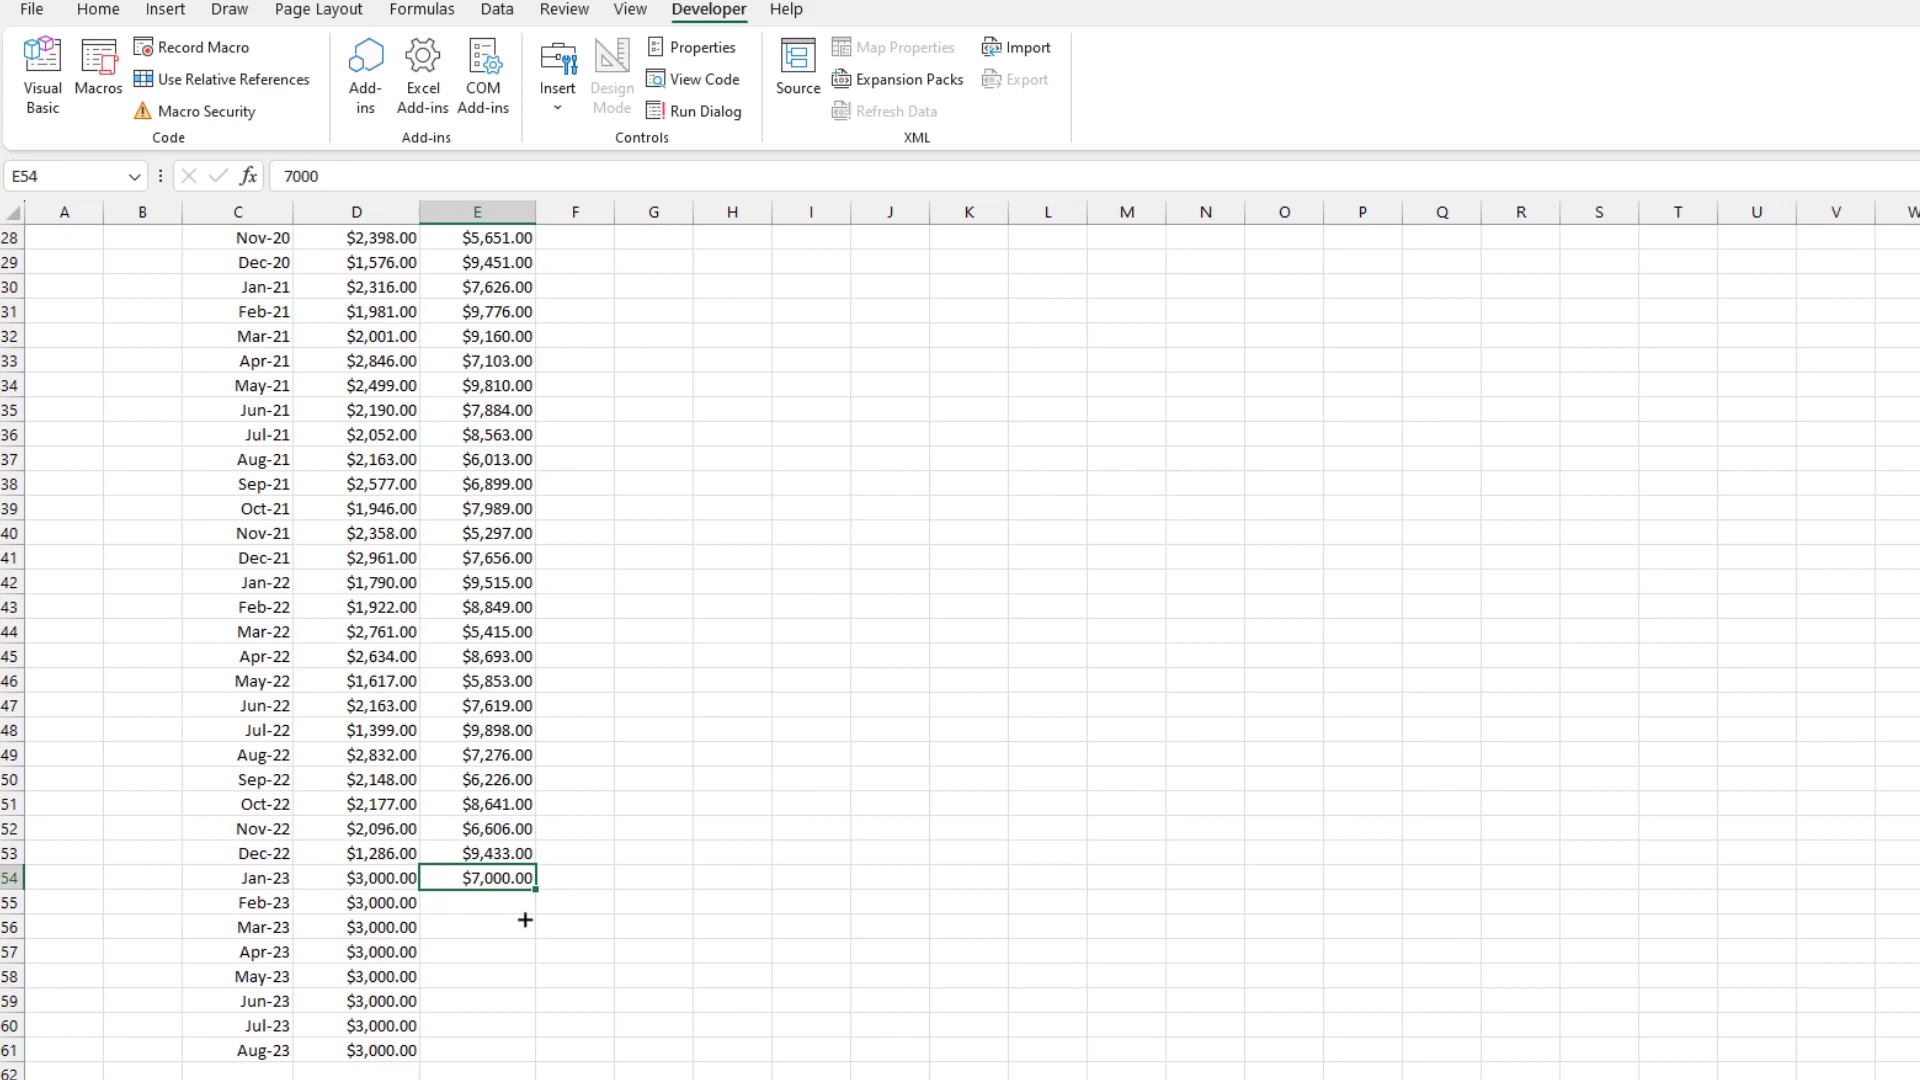 File Home Insert Draw Page Layout Formulas Data Review View Developer Help
Visual Basic
Macros
Record Macro
Use Relative References
Macro Security
Code
Add-ins
Excel Add-ins
COM Add-ins
Add-ins
Insert
Design Mode
Properties
View Code
Run Dialog
Controls
Source
Map Properties
Expansion Packs
Refresh Data
Import
Export
XML
E54 fx 7000
A B C D E F G H I J K L M N O P Q R S T U V W
28 Nov-20 $2,398.00 $5,651.00
29 Dec-20 $1,576.00 $9,451.00
30 Jan-21 $2,316.00 $7,626.00
31 Feb-21 $1,981.00 $9,776.00
32 Mar-21 $2,001.00 $9,160.00
33 Apr-21 $2,846.00 $7,103.00
34 May-21 $2,499.00 $9,810.00
35 Jun-21 $2,190.00 $7,884.00
36 Jul-21 $2,052.00 $8,563.00
37 Aug-21 $2,163.00 $6,013.00
38 Sep-21 $2,577.00 $6,899.00
39 Oct-21 $1,946.00 $7,989.00
40 Nov-21 $2,358.00 $5,297.00
41 Dec-21 $2,961.00 $7,656.00
42 Jan-22 $1,790.00 $9,515.00
43 Feb-22 $1,922.00 $8,849.00
44 Mar-22 $2,761.00 $5,415.00
45 Apr-22 $2,634.00 $8,693.00
46 May-22 $1,617.00 $5,853.00
47 Jun-22 $2,163.00 $7,619.00
48 Jul-22 $1,399.00 $9,898.00
49 Aug-22 $2,832.00 $7,276.00
50 Sep-22 $2,148.00 $6,226.00
51 Oct-22 $2,177.00 $8,641.00
52 Nov-22 $2,096.00 $6,606.00
53 Dec-22 $1,286.00 $9,433.00
54 Jan-23 $3,000.00 $7,000.00
55 Feb-23 $3,000.00
56 Mar-23 $3,000.00
57 Apr-23 $3,000.00
58 May-23 $3,000.00
59 Jun-23 $3,000.00
60 Jul-23 $3,000.00
61 Aug-23 $3,000.00
62